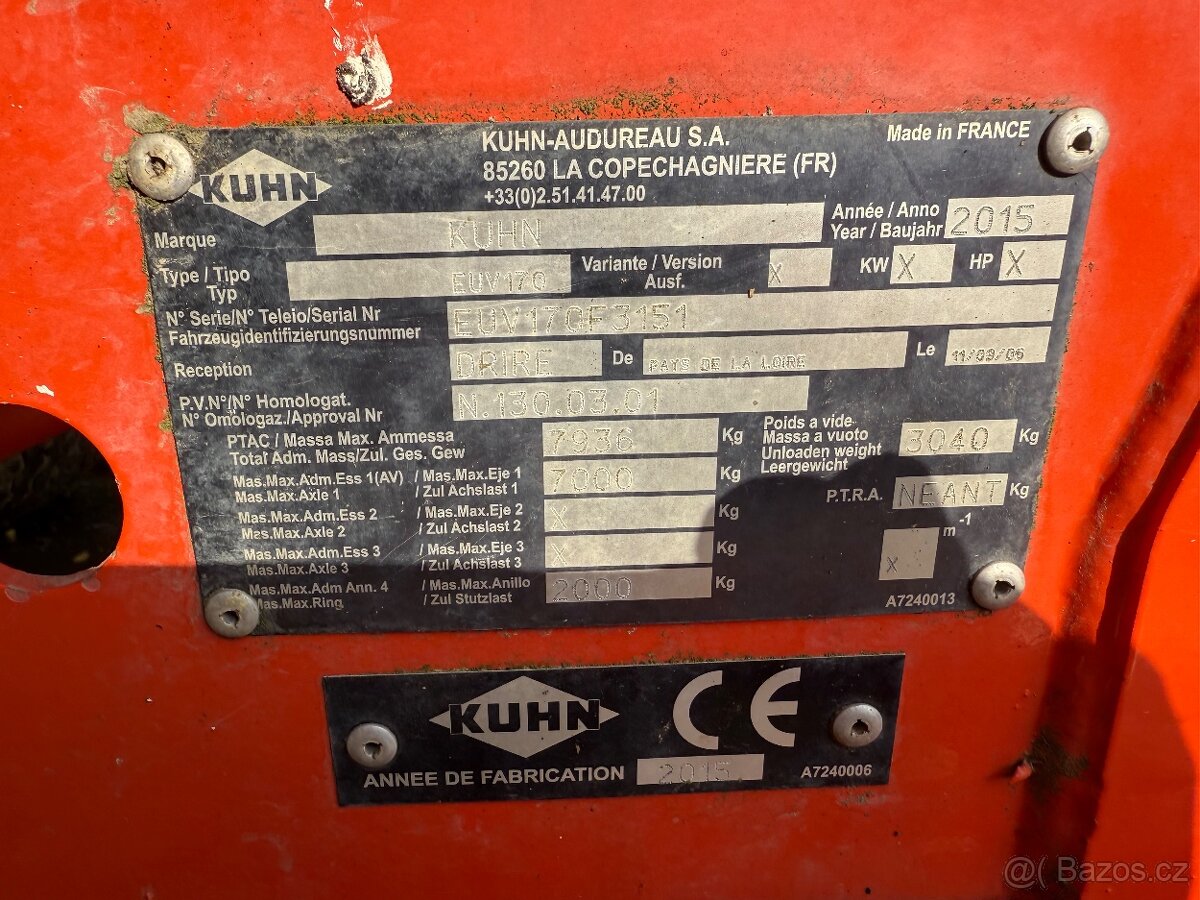 KUHN
KUHN-AUDUREAU S.A.
85260 LA COPECHAGNIERE (FR)
+33(0)2.51.41.47.00
Made in FRANCE
Marque KUHN
Année / Anno
Year / Baujahr 2015
Type / Tipo
Typ EUV170
Variante / Version
Ausf. X
KW X HP X
N° Serie/N° Teleio/Serial Nr
Fahrzeugidentifizierungsnummer EUV170F3151
Reception DRIRE De PAYS DE LA LOIRE Le 11/09/06
P.V.N°/N° Homologat.
N° Omologaz./Approval Nr N.130.03.01
PTAC / Massa Max. Ammessa
Total Adm. Mass/Zul. Ges. Gew 7936 Kg
Poids a vide
Massa a vuoto
Unloaden weight
Leergewicht 3040 Kg
Mas.Max.Adm.Ess 1(AV) / Mas.Max.Eje 1
Mas.Max.Axle 1 / Zul Achslast 1 7000 Kg
P.T.R.A. NEANT Kg
Mas.Max.Adm.Ess 2 / Mas.Max.Eje 2
Mas.Max.Axle 2 / Zul Achslast 2 X Kg
Mas.Max.Adm.Ess 3 / Mas.Max.Eje 3
Mas.Max.Axle 3 / Zul Achslast 3 X Kg
X m-1
Mas.Max.Adm Ann. 4 / Mas.Max.Anillo
Mas.Max.Ring / Zul Stutzlast 2000 Kg
A7240013
KUHN CE
ANNEE DE FABRICATION 2015 A7240006
@( Bazos.cz